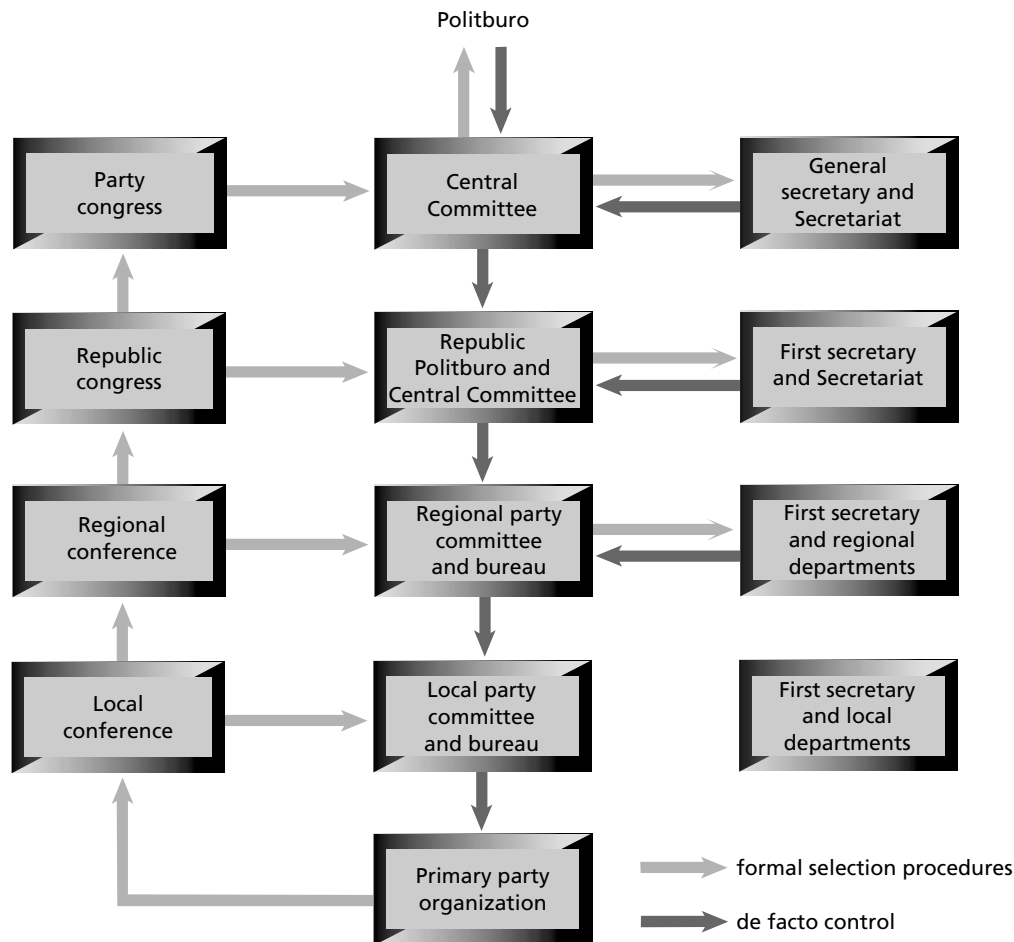 Politburo
Party
congress
Central
Committee
General
secretary and
Secretariat
Republic
congress
Republic
Politburo and
Central Committee
First secretary
and Secretariat
Regional
conference
Regional party
committee
and bureau
First secretary
and regional
departments
Local
conference
Local party
committee
and bureau
First secretary
and local
departments
Primary party
organization
formal selection procedures
de facto control